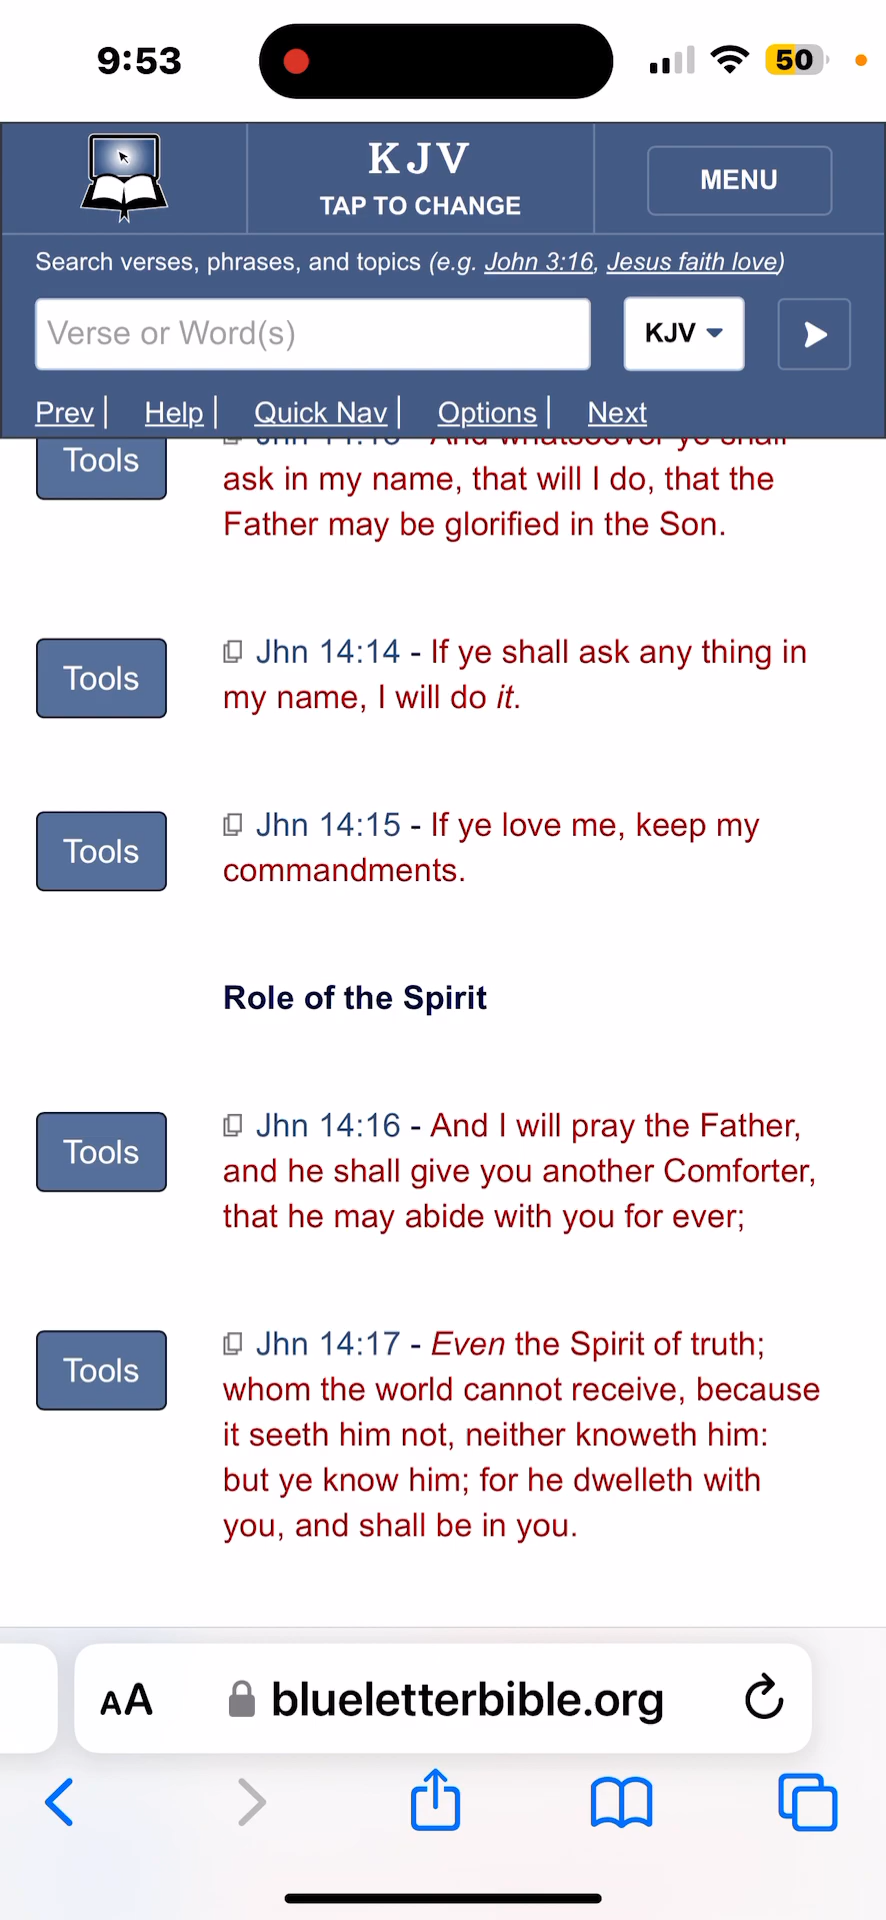 9:53
50
KJV
TAP TO CHANGE
MENU
Search verses, phrases, and topics (e.g. John 3:16, Jesus faith love)
Verse or Word(s)
KJV
Prev | Help | Quick Nav | Options | Next
Tools
And whatsoever ye shall
ask in my name, that will I do, that the
Father may be glorified in the Son.
Tools
Jhn 14:14 - If ye shall ask any thing in
my name, I will do it.
Tools
Jhn 14:15 - If ye love me, keep my
commandments.
Role of the Spirit
Tools
Jhn 14:16 - And I will pray the Father,
and he shall give you another Comforter,
that he may abide with you for ever;
Tools
Jhn 14:17 - Even the Spirit of truth;
whom the world cannot receive, because
it seeth him not, neither knoweth him:
but ye know him; for he dwelleth with
you, and shall be in you.
AA
blueletterbible.org